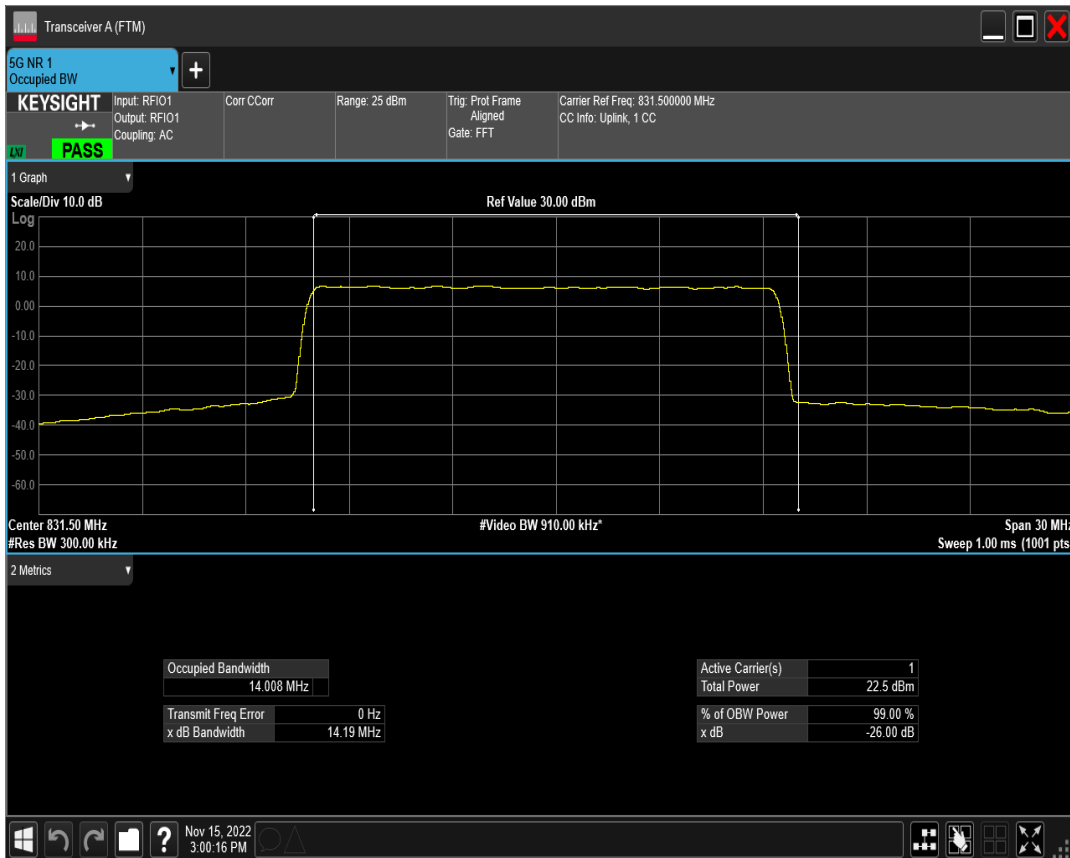 Transceiver A (FTM)
5G NR 1
Occupied BW
+
KEYSIGHT
LXI
PASS
Input: RFIO1
Output: RFIO1
Coupling: AC
Corr CCorr
Range: 25 dBm
Trig: Prot Frame
Aligned
Gate: FFT
Carrier Ref Freq: 831.500000 MHz
CC Info: Uplink, 1 CC
1 Graph
Scale/Div 10.0 dB
Ref Value 30.00 dBm
Log
20.0
10.0
0.00
-10.0
-20.0
-30.0
-40.0
-50.0
-60.0
Center 831.50 MHz
#Video BW 910.00 kHz*
Span 30 MHz
#Res BW 300.00 kHz
Sweep 1.00 ms (1001 pts
2 Metrics
Occupied Bandwidth
14.008 MHz
Transmit Freq Error 0 Hz
x dB Bandwidth 14.19 MHz
Active Carrier(s) 1
Total Power 22.5 dBm
% of OBW Power 99.00 %
x dB -26.00 dB
?
Nov 15, 2022
3:00:16 PM